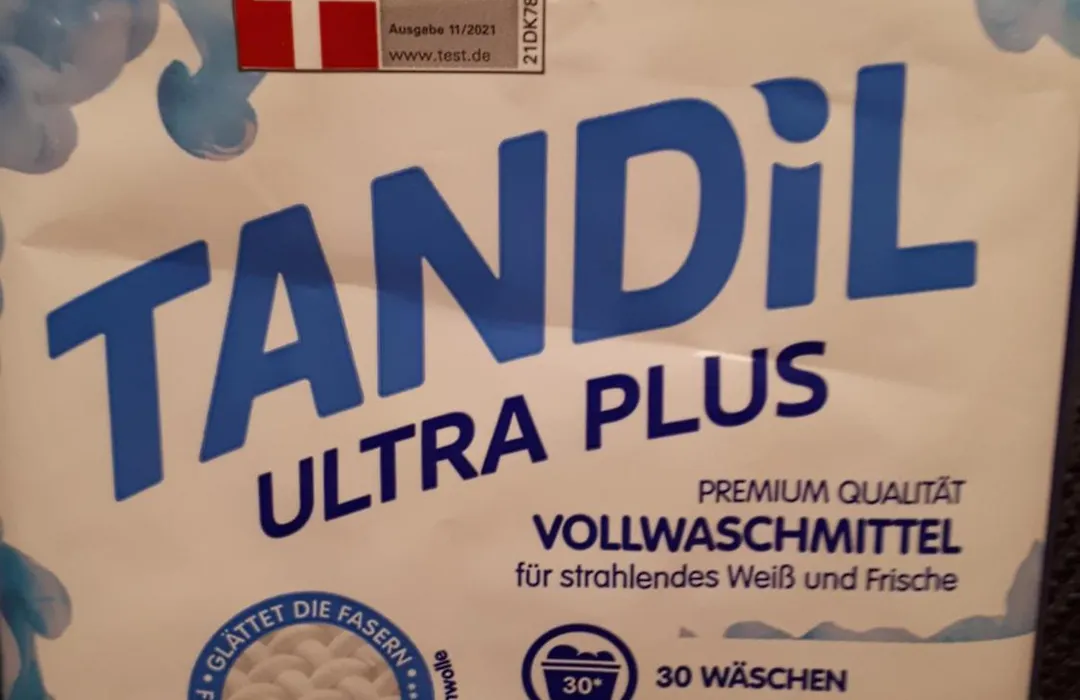 Ausgabe 11/2021
www.test.de
21DK78
TANDiL
ULTRA PLUS
PREMIUM QUALITÄT
VOLLWASCHMITTEL
für strahlendes Weiß und Frische
• GLÄTTET DIE FASERN •
30*
30 WÄSCHEN